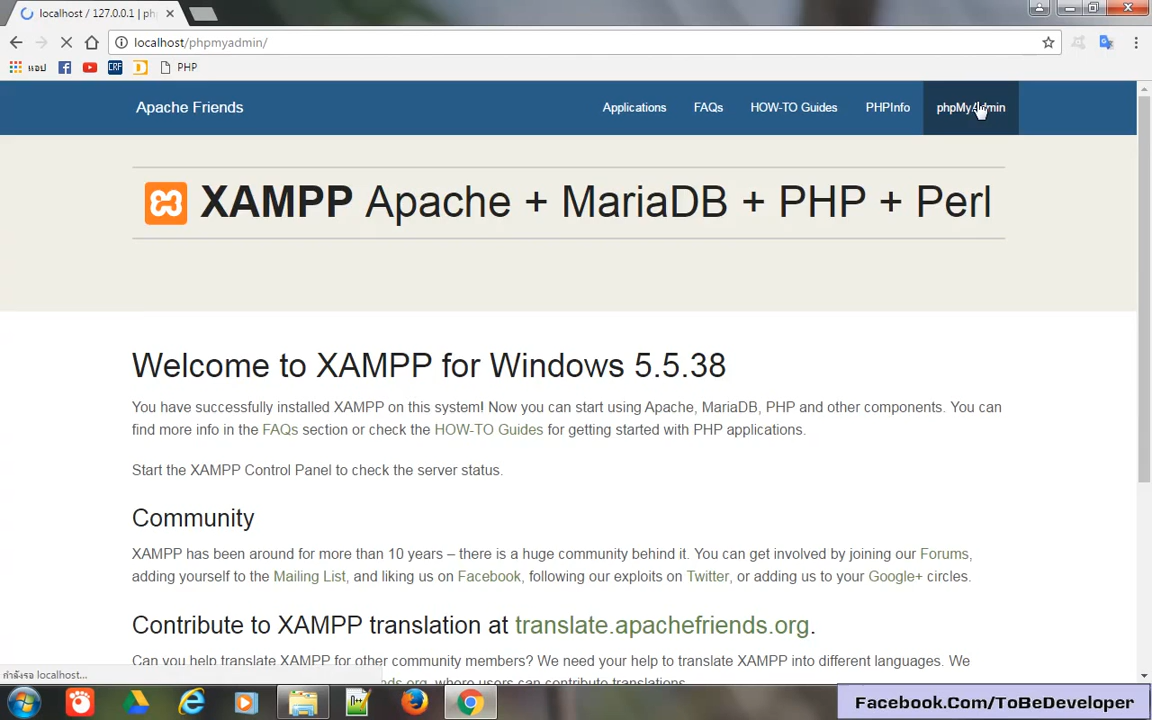 localhost / 127.0.0.1 | ph
localhost/phpmyadmin/
แอป
CRF
PHP
Apache Friends
Applications
FAQs
HOW-TO Guides
PHPInfo
phpMyAdmin
XAMPP Apache + MariaDB + PHP + Perl
Welcome to XAMPP for Windows 5.5.38
You have successfully installed XAMPP on this system! Now you can start using Apache, MariaDB, PHP and other components. You can
find more info in the FAQs section or check the HOW-TO Guides for getting started with PHP applications.
Start the XAMPP Control Panel to check the server status.
Community
XAMPP has been around for more than 10 years – there is a huge community behind it. You can get involved by joining our Forums,
adding yourself to the Mailing List, and liking us on Facebook, following our exploits on Twitter, or adding us to your Google+ circles.
Contribute to XAMPP translation at translate.apachefriends.org.
Can you help translate XAMPP for other community members? We need your help to translate XAMPP into different languages. We
where users can contribute translations.
กำลังรอ localhost...
Facebook.Com/ToBeDeveloper